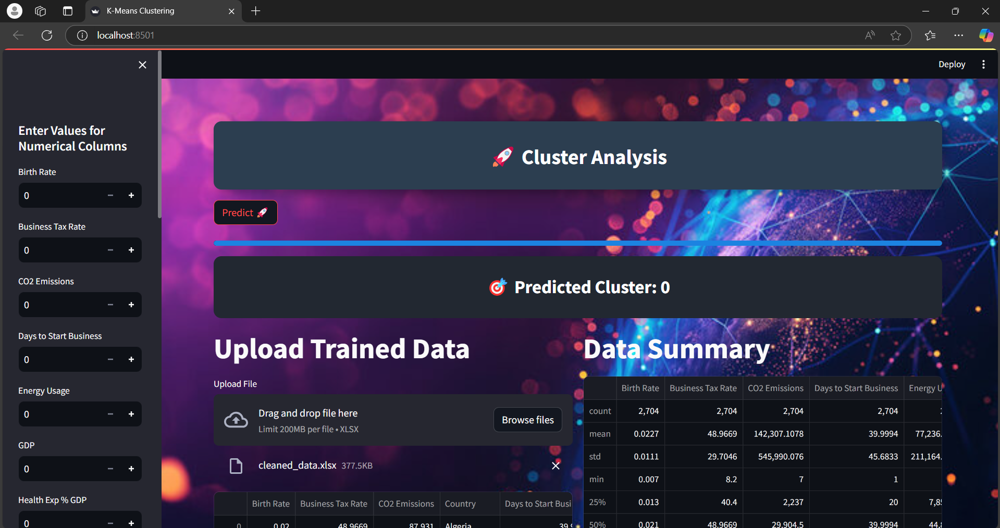 K-Means Clustering
localhost:8501
Deploy
Enter Values for
Numerical Columns
Birth Rate
0
Business Tax Rate
0
CO2 Emissions
0
Days to Start Business
0
Energy Usage
0
GDP
0
Health Exp % GDP
0
🚀 Cluster Analysis
Predict 🚀
🎯 Predicted Cluster: 0
Upload Trained Data
Upload File
Drag and drop file here
Limit 200MB per file • XLSX
Browse files
cleaned_data.xlsx 377.5KB
Birth Rate Business Tax Rate CO2 Emissions Country Days to Start Busi
0 0.02 48.9669 87,931 Algeria 39.9
Data Summary
Birth Rate Business Tax Rate CO2 Emissions Days to Start Business Energy U
count 2,704 2,704 2,704 2,704
mean 0.0227 48.9669 142,307.1078 39.9994 77,236.
std 0.0111 29.7046 545,990.076 45.6833 211,164.
min 0.007 8.2 7 1
25% 0.013 40.4 2,237 20 7,8
50% 0.021 48.9669 29,904.5 39.9994 44,